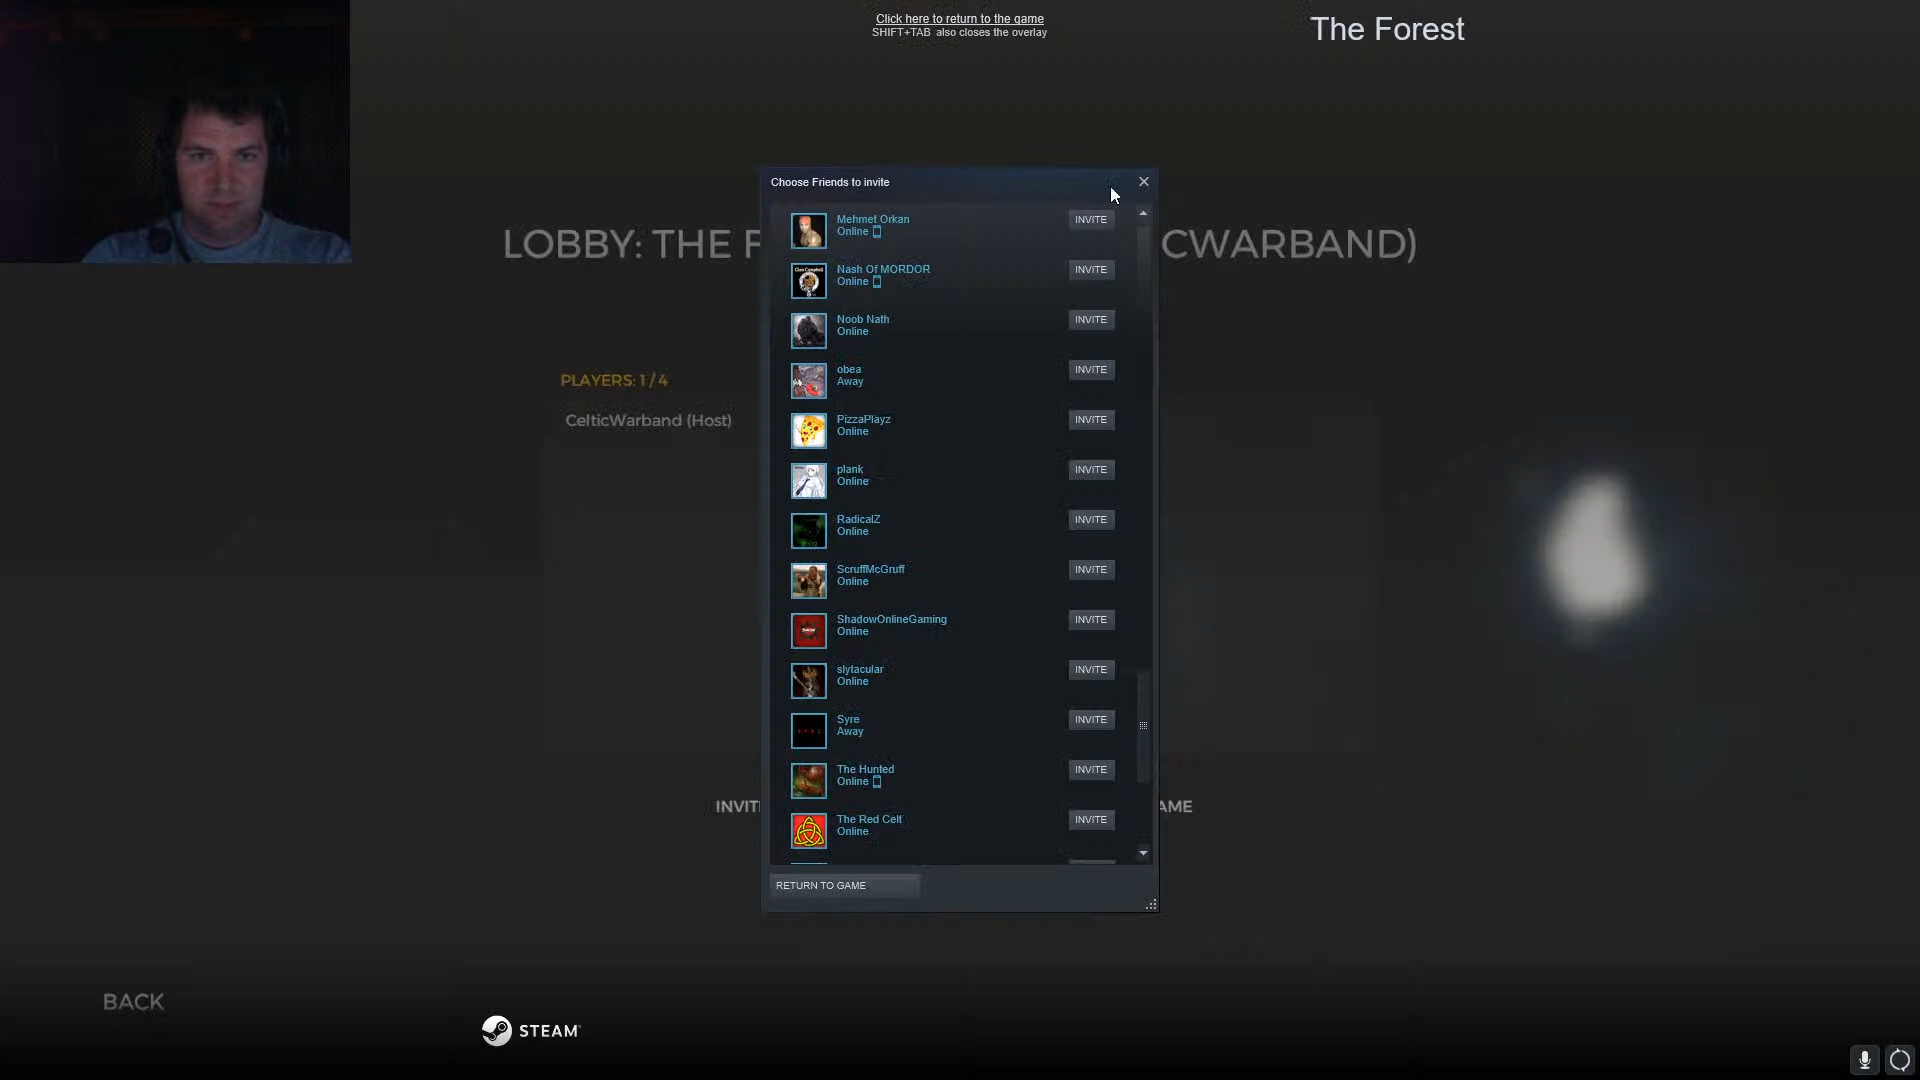 Click here to return to the game
SHIFT+TAB also closes the overlay
The Forest
Choose Friends to invite
LOBBY: THE F
CWARBAND)
Mehmet Orkan
Online
INVITE
Nash Of MORDOR
Online
INVITE
Noob Nath
Online
INVITE
obea
Away
INVITE
PLAYERS: 1 / 4
CelticWarband (Host)
PizzaPlayz
Online
INVITE
plank
Online
INVITE
RadicalZ
Online
INVITE
ScruffMcGruff
Online
INVITE
ShadowOnlineGaming
Online
INVITE
slytacular
Online
INVITE
Syre
Away
INVITE
The Hunted
Online
INVITE
INVIT
AME
The Red Celt
Online
INVITE
RETURN TO GAME
BACK
STEAM